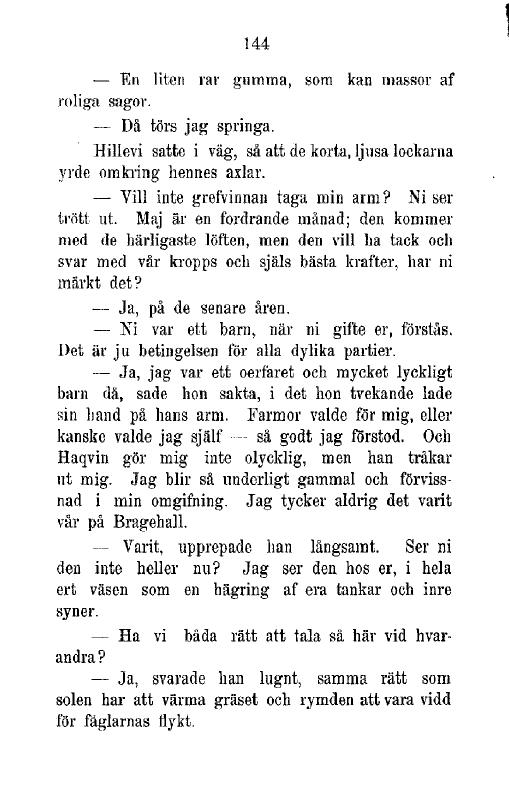 144
— En liten rar gumma, som kan massor af
roliga sagor.
— Då törs jag springa.
Hillevi satte i väg, så att de korta, ljusa lockarna
yrde omkring hennes axlar.
— Vill inte grefvinnan taga min arm? Ni ser
trött ut. Maj är en fordrande månad; den kommer
med de härligaste löften, men den vill ha tack och
svar med vår kropps och själs bästa krafter, har ni
märkt det?
— Ja, på de senare åren.
— Ni var ett barn, när ni gifte er, förstås.
Det är ju betingelsen för alla dylika partier.
— Ja, jag var ett oerfaret och mycket lyckligt
barn då, sade hon sakta, i det hon tvekande lade
sin hand på hans arm. Farmor valde för mig, eller
kanske valde jag själf — så godt jag förstod. Och
Haqvin gör mig inte olycklig, men han tråkar
ut mig. Jag blir så underligt gammal och förviss-
nad i min omgifning. Jag tycker aldrig det varit
vår på Bragehall.
— Varit, upprepade han långsamt. Ser ni
den inte heller nu? Jag ser den hos er, i hela
ert väsen som en hägring af era tankar och inre
syner.
— Ha vi båda rätt att tala så här vid hvar-
andra?
— Ja, svarade han lugnt, samma rätt som
solen har att värma gräset och rymden att vara vidd
för fåglarnas flykt.